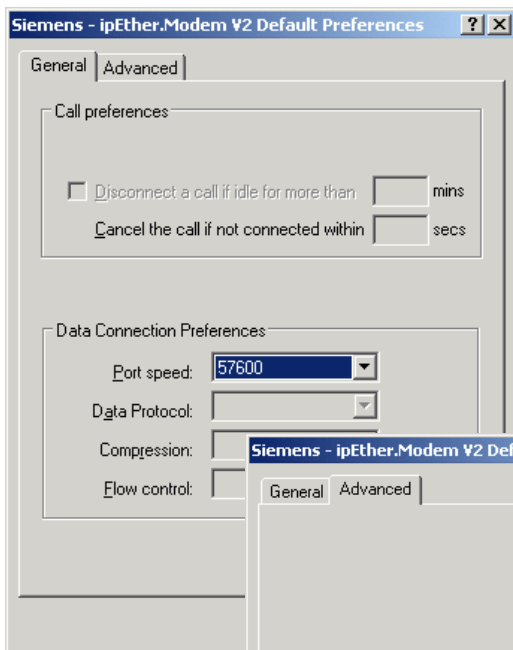 Siemens - ipEther.Modem V2 Default Preferences
General Advanced
Call preferences
Disconnect a call if idle for more than mins
Cancel the call if not connected within secs
Data Connection Preferences
Port speed: 57600
Data Protocol:
Compression:
Flow control:
Siemens - ipEther.Modem V2 Def
General Advanced